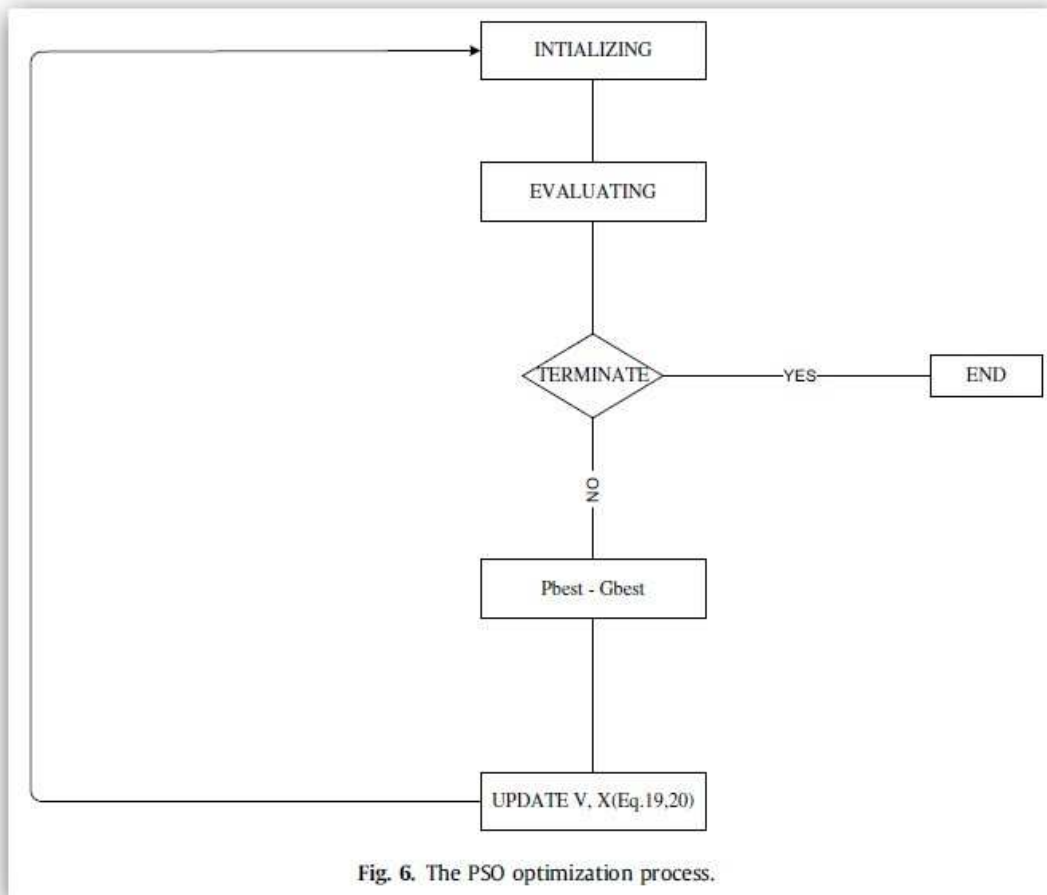 INTIALIZING
EVALUATING
TERMINATE
YES
END
NO
Pbest - Gbest
UPDATE V, X(Eq.19,20)
Fig. 6. The PSO optimization process.